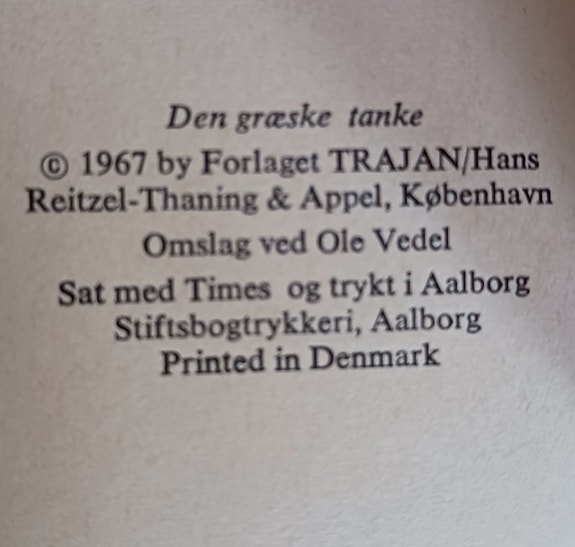 Den græske tanke
© 1967 by Forlaget TRAJAN/Hans
Reitzel-Thaning & Appel, København
Omslag ved Ole Vedel
Sat med Times og trykt i Aalborg
Stiftsbogtrykkeri, Aalborg
Printed in Denmark